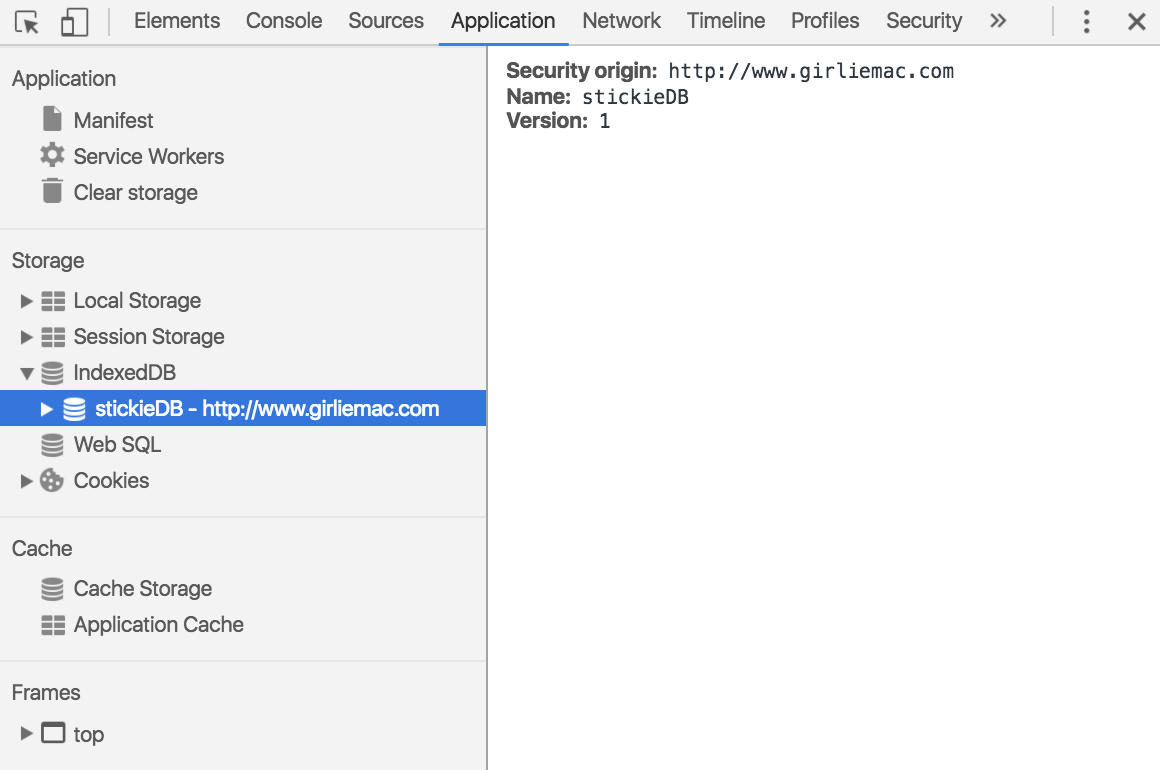 Elements Console Sources Application Network Timeline Profiles Security »
Application
Manifest
Service Workers
Clear storage
Storage
Local Storage
Session Storage
IndexedDB
stickieDB - http://www.girliemac.com
Web SQL
Cookies
Cache
Cache Storage
Application Cache
Frames
top
Security origin: http://www.girliemac.com
Name: stickieDB
Version: 1